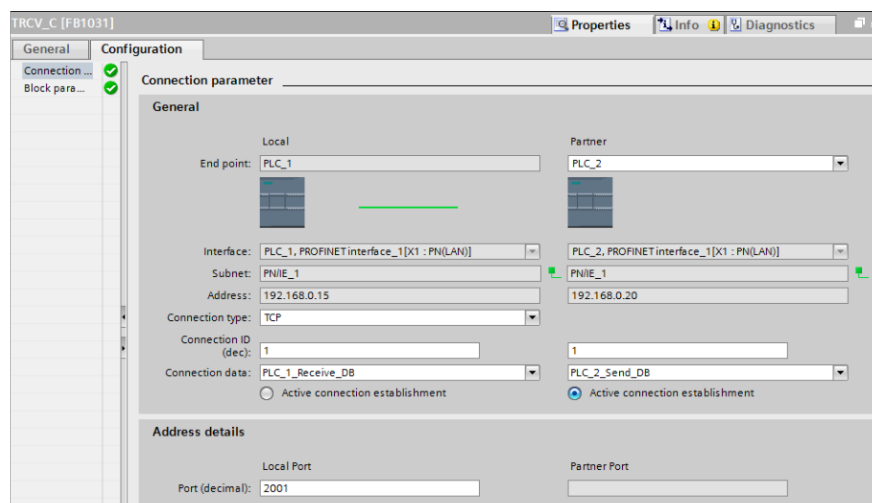 TRCV_C [FB1031]
Properties Info Diagnostics
General Configuration
Connection ...
Block para...
Connection parameter
General
Local Partner
End point: PLC_1 PLC_2
Interface: PLC_1, PROFINET interface_1[X1 : PN(LAN)] PLC_2, PROFINET interface_1[X1 : PN(LAN)]
Subnet: PN/IE_1 PN/IE_1
Address: 192.168.0.15 192.168.0.20
Connection type: TCP
Connection ID
(dec): 1 1
Connection data: PLC_1_Receive_DB PLC_2_Send_DB
Active connection establishment Active connection establishment
Address details
Local Port Partner Port
Port (decimal): 2001